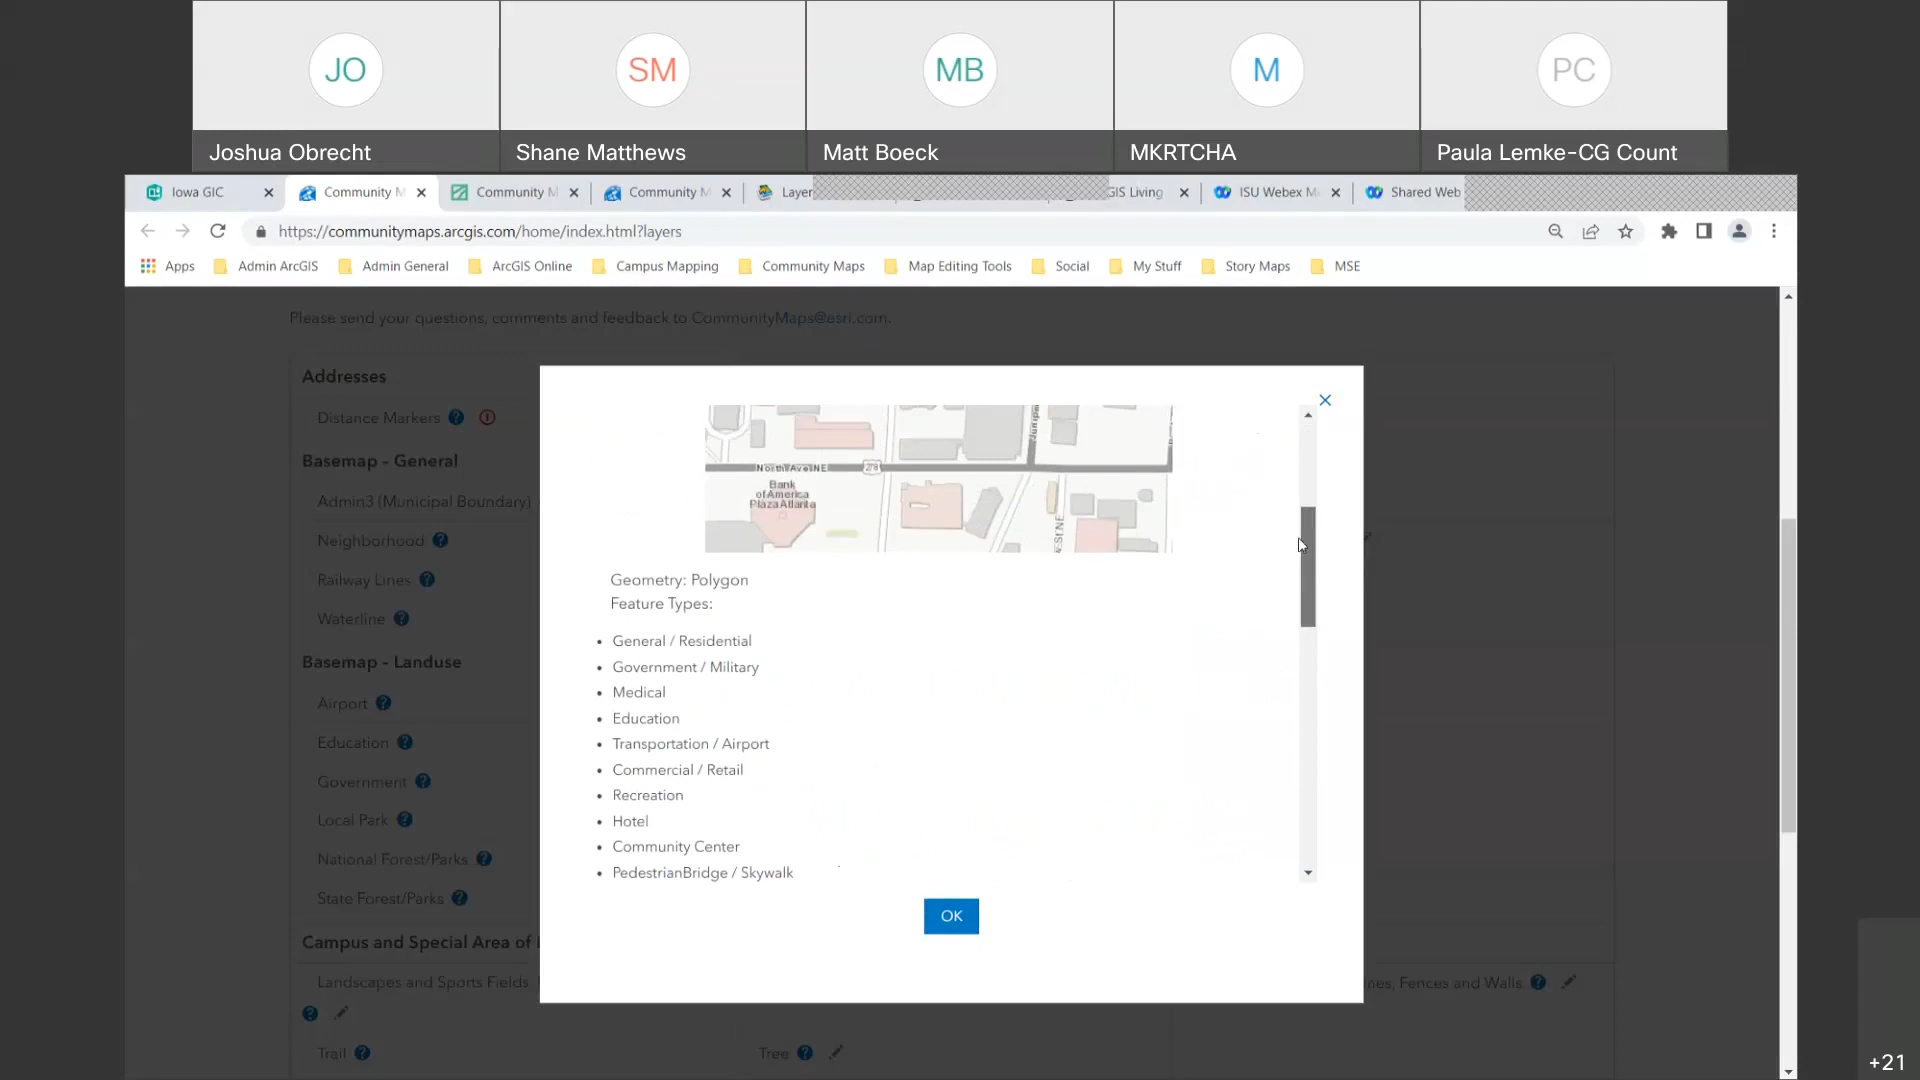 JO
SM
MB
M
PC
Joshua Obrecht
Shane Matthews
Matt Boeck
MKRTCHA
Paula Lemke-CG Count
Iowa GIC
Community M
Community M
Community M
Layer
GIS Living
ISU Webex M
Shared Web
https://communitymaps.arcgis.com/home/index.html?layers
Apps
Admin ArcGIS
Admin General
ArcGIS Online
Campus Mapping
Community Maps
Map Editing Tools
Social
My Stuff
Story Maps
MSE
Please send your questions, comments and feedback to CommunityMaps@esri.com.
Addresses
Distance Markers
Basemap - General
Admin3 (Municipal Boundary)
Neighborhood
Railway Lines
Waterline
Basemap - Landuse
Airport
Education
Government
Local Park
National Forest/Parks
State Forest/Parks
Campus and Special Area of
Landscapes and Sports Fields
nes, Fences and Walls
Trail
Tree
North Ave NE
278
Bank
of America
Plaza Atlanta
Geometry: Polygon
Feature Types:
General / Residential
Government / Military
Medical
Education
Transportation / Airport
Commercial / Retail
Recreation
Hotel
Community Center
PedestrianBridge / Skywalk
OK
+21